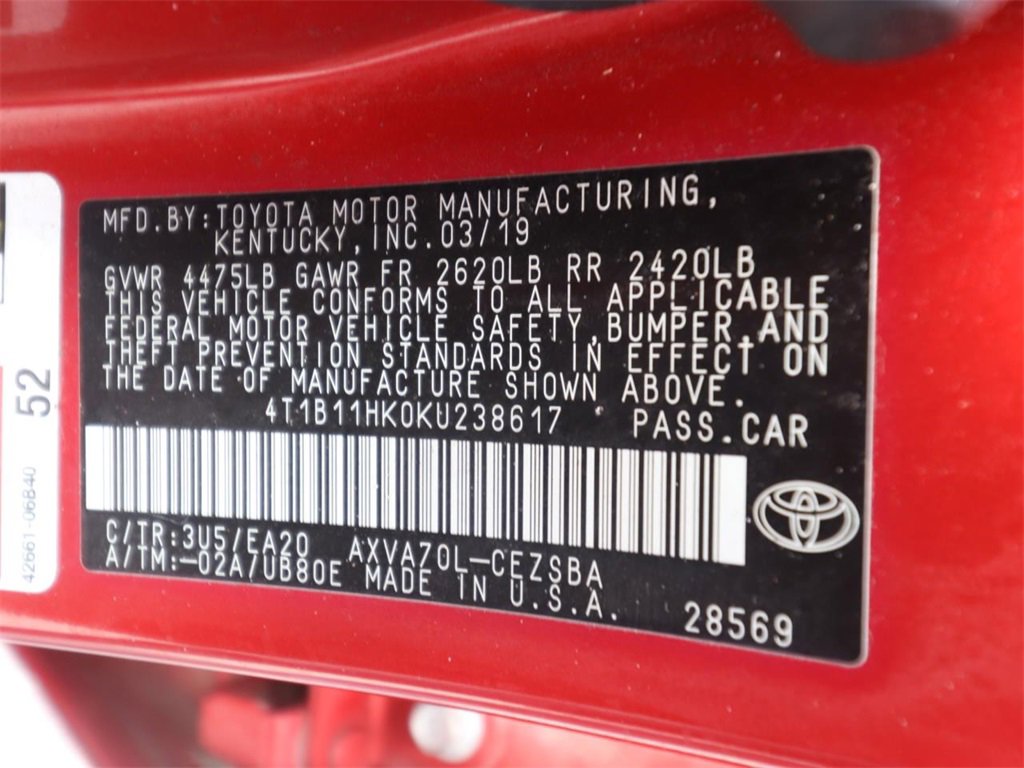 MFD.BY:TOYOTA MOTOR MANUFACTURING,
KENTUCKY,INC.03/19
GVWR 4475LB GAWR FR 2620LB RR 2420LB
THIS VEHICLE CONFORMS TO ALL APPLICABLE
FEDERAL MOTOR VEHICLE SAFETY,BUMPER,AND
THEFT PREVENTION STANDARDS IN EFFECT ON
THE DATE OF MANUFACTURE SHOWN ABOVE.
4T1B11HK0KU238617 PASS.CAR
C/TR:3U5/EA20 AXVA70L-CEZSBA
A/TM:-02A/UB80E MADE IN U.S.A.
28569
52
42661-06840